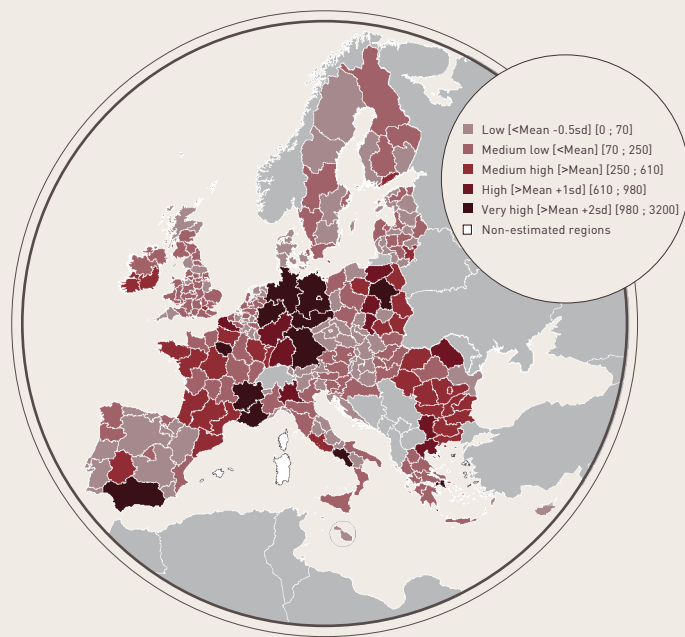 Low [<Mean -0.5sd] [0 ; 70]
Medium low [<Mean] [70 ; 250]
Medium high [>Mean] [250 ; 610]
High [>Mean +1sd] [610 ; 980]
Very high [>Mean +2sd] [980 ; 3200]
Non-estimated regions